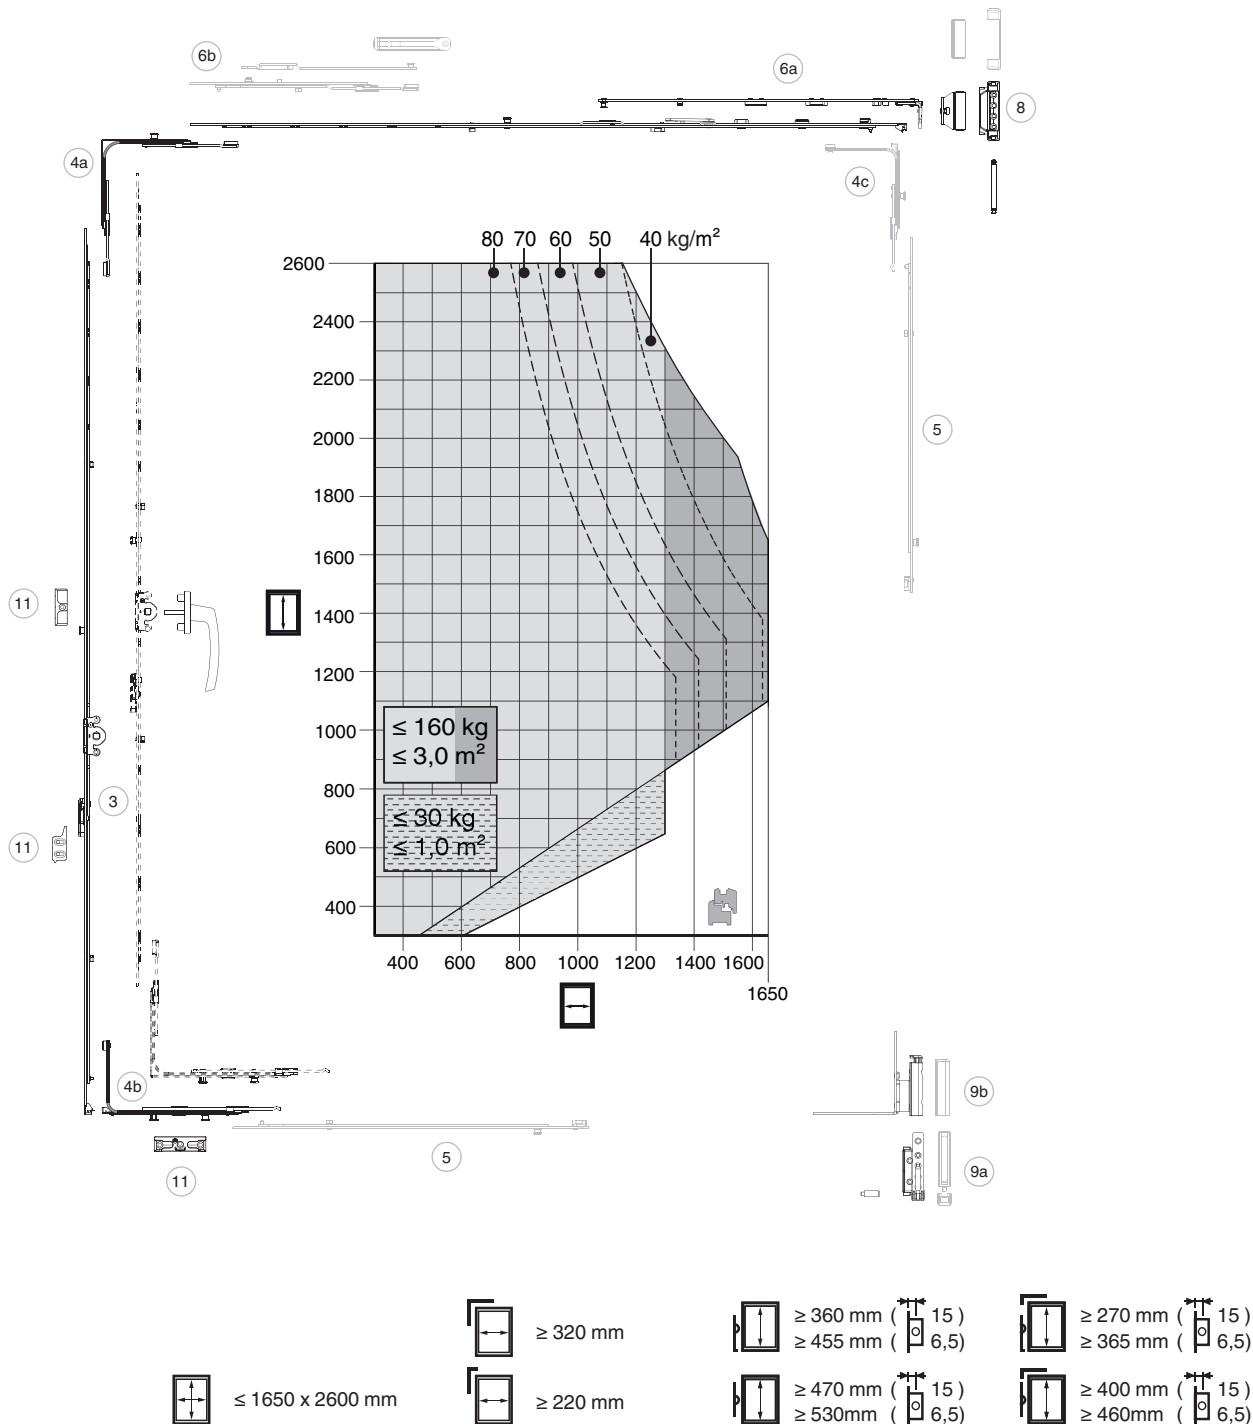 6b
6a
8
4a
4c
80 70 60 50 40 kg/m²
2600
2400
2200
2000
1800
1600
1400
1200
1000
800
600
400
5
11
3
11
≤ 160 kg
≤ 3,0 m²
≤ 30 kg
≤ 1,0 m²
400 600 800 1000 1200 1400 1600
1650
4b
9b
11
5
9a
≤ 1650 x 2600 mm
≥ 320 mm
≥ 220 mm
≥ 360 mm ( 15 )
≥ 455 mm ( 6,5)
≥ 470 mm ( 15 )
≥ 530mm ( 6,5)
≥ 270 mm ( 15 )
≥ 365 mm ( 6,5)
≥ 400 mm ( 15 )
≥ 460 mm ( 6,5)